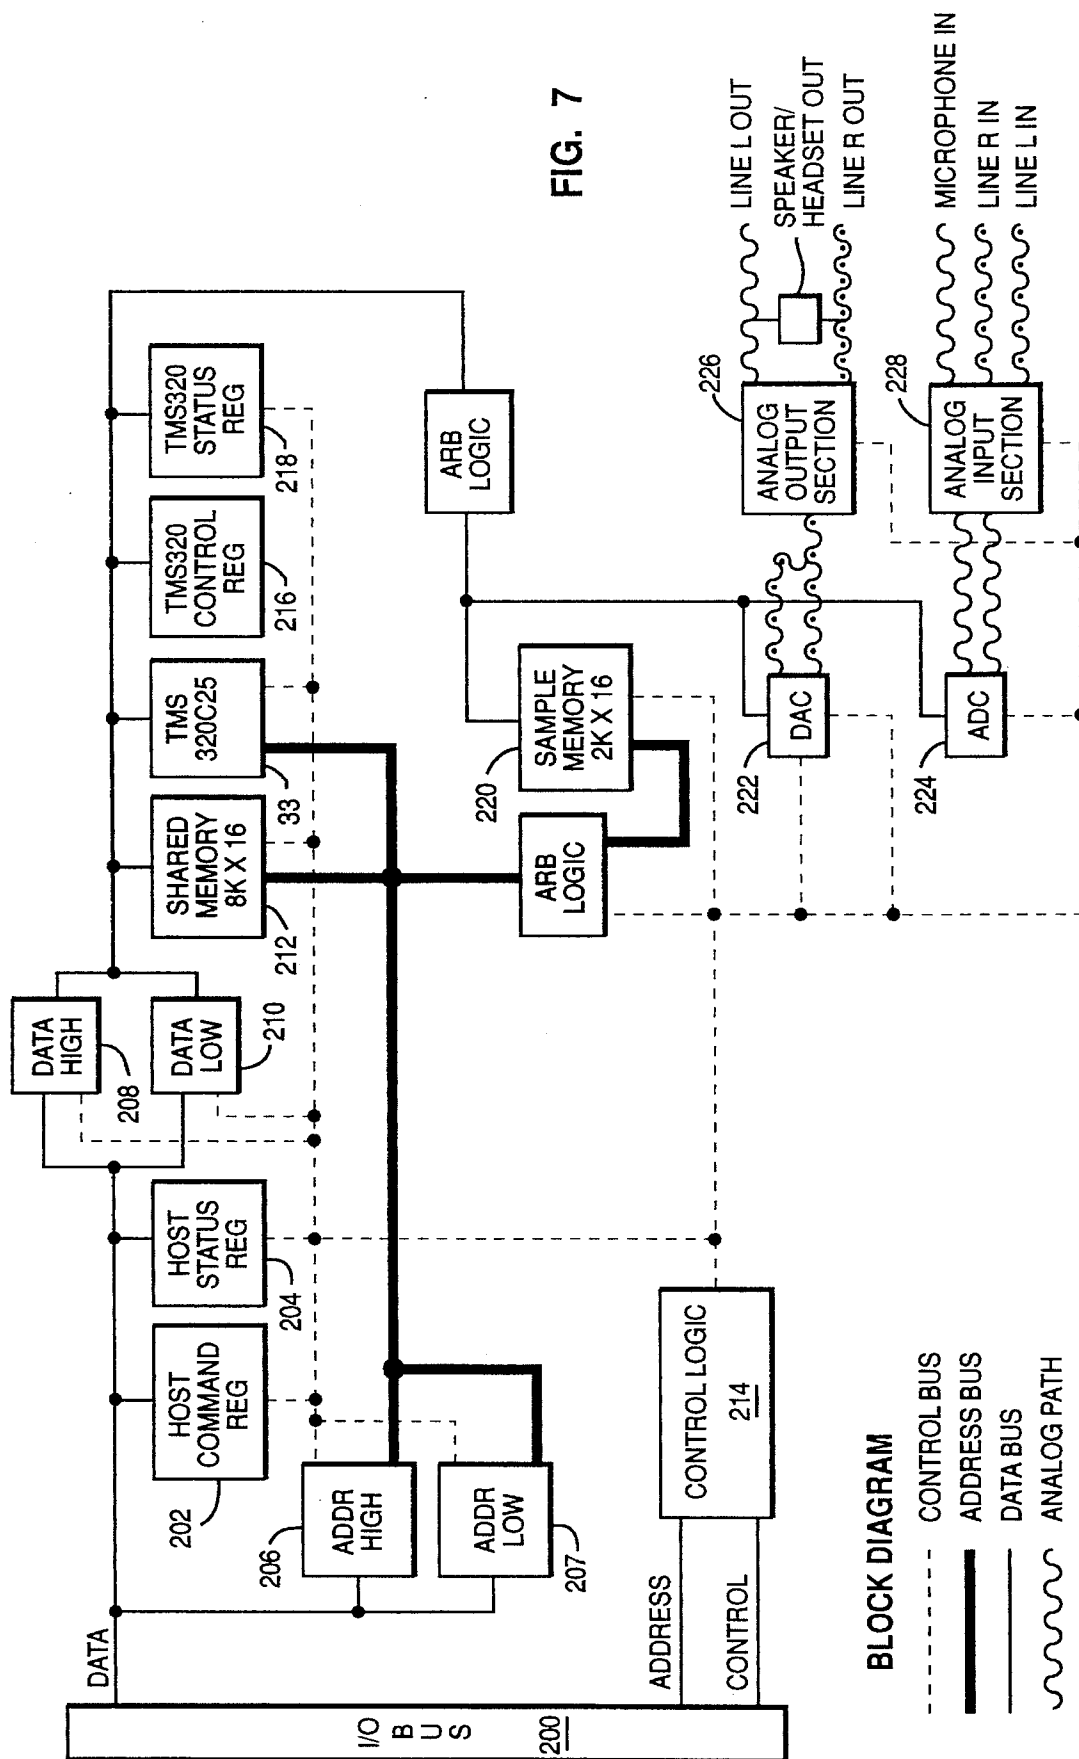 FIG. 7
I/O
B
U
S
200
DATA
ADDRESS
CONTROL
HOST
COMMAND
REG
202
HOST
STATUS
REG
204
ADDR
HIGH
206
ADDR
LOW
207
DATA
HIGH
208
DATA
LOW
210
SHARED
MEMORY
8K X 16
212
TMS
320C25
33
TMS320
CONTROL
REG
216
TMS320
STATUS
REG
218
ARB
LOGIC
ARB
LOGIC
SAMPLE
MEMORY
2K X 16
220
CONTROL LOGIC
214
DAC
222
ADC
224
ANALOG
OUTPUT
SECTION
226
ANALOG
INPUT
SECTION
228
LINE L OUT
SPEAKER/
HEADSET OUT
LINE R OUT
MICROPHONE IN
LINE R IN
LINE L IN
BLOCK DIAGRAM
CONTROL BUS
ADDRESS BUS
DATA BUS
ANALOG PATH